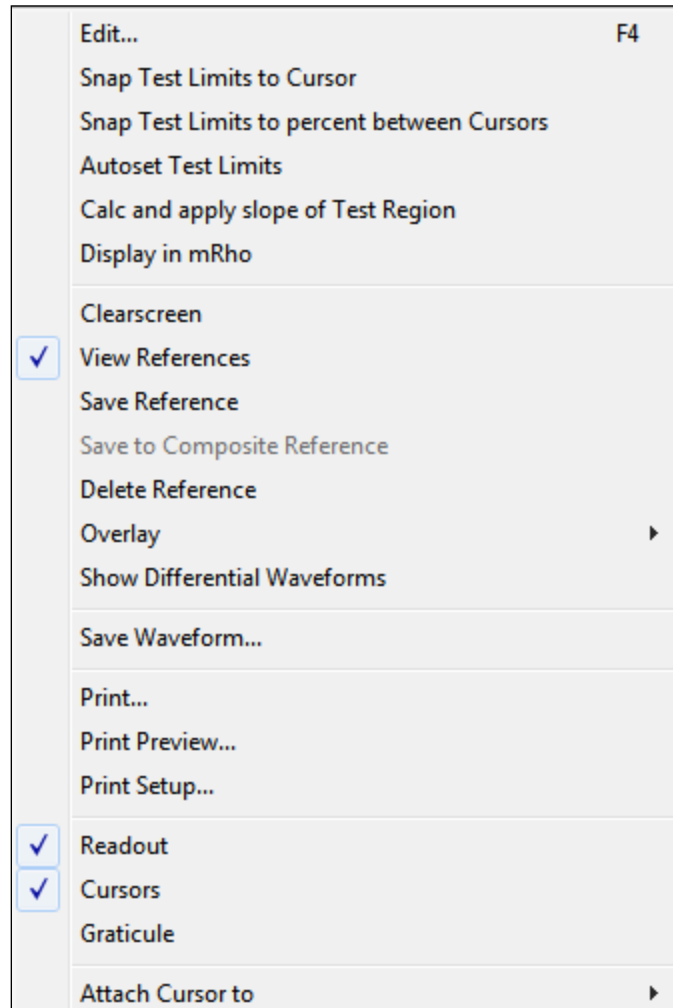 Edit... F4
Snap Test Limits to Cursor
Snap Test Limits to percent between Cursors
Autoset Test Limits
Calc and apply slope of Test Region
Display in mRho
Clearscreen
View References
Save Reference
Save to Composite Reference
Delete Reference
Overlay
Show Differential Waveforms
Save Waveform...
Print...
Print Preview...
Print Setup...
Readout
Cursors
Graticule
Attach Cursor to